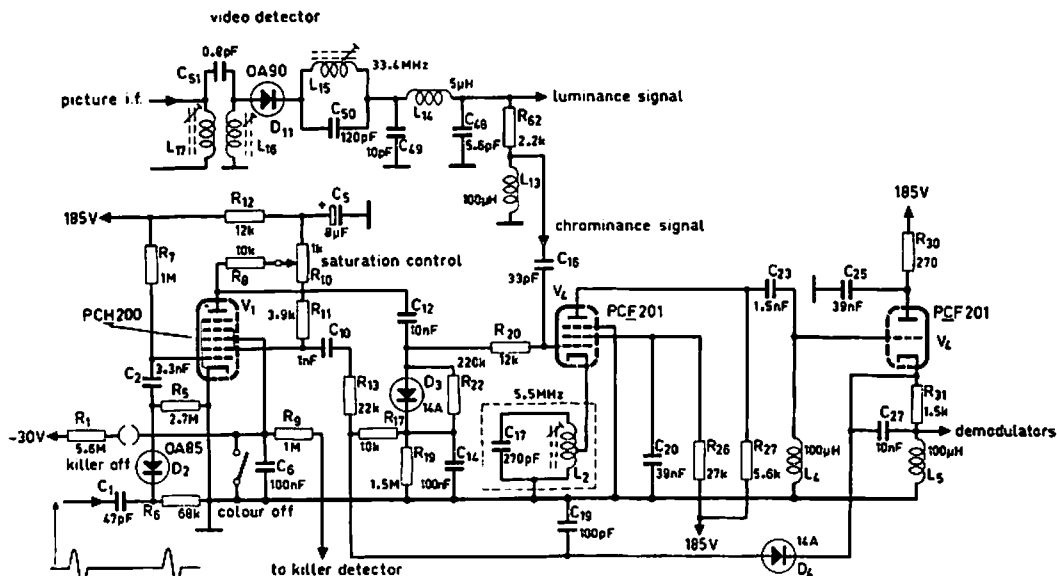 video detector
0.8pF
C51
OA90
picture i.f.
D11
L17
L16
L15
33.4MHz
C50
120pF
10pF
C49
L14
5µH
C48
5.6pF
luminance signal
R62
2.2k
L13
100µH
chrominance signal
C16
33pF
185V
R12
12k
C5
+
8µF
R7
1M
10k
R8
1k
R10
saturation control
PCH200
V1
3.9k
R11
C10
1nF
C12
10nF
R20
12k
V4
PCF201
C23
1.5nF
C25
39nF
185V
R30
270
PCF201
V4
C2
3.3nF
R5
2.7M
R1
5.6M
-30V
killer off
OA85
D2
R9
1M
C6
100nF
colour off
C1
47pF
R6
68k
R13
22k
D3
14A
220k
R22
R17
10k
R19
1.5M
C14
100nF
5.5MHz
C17
270pF
L2
C20
39nF
R26
27k
R27
5.6k
100µH
L4
R31
1.5k
C27
10nF
demodulators
100µH
L5
C19
100pF
185V
14A
D4
to killer detector